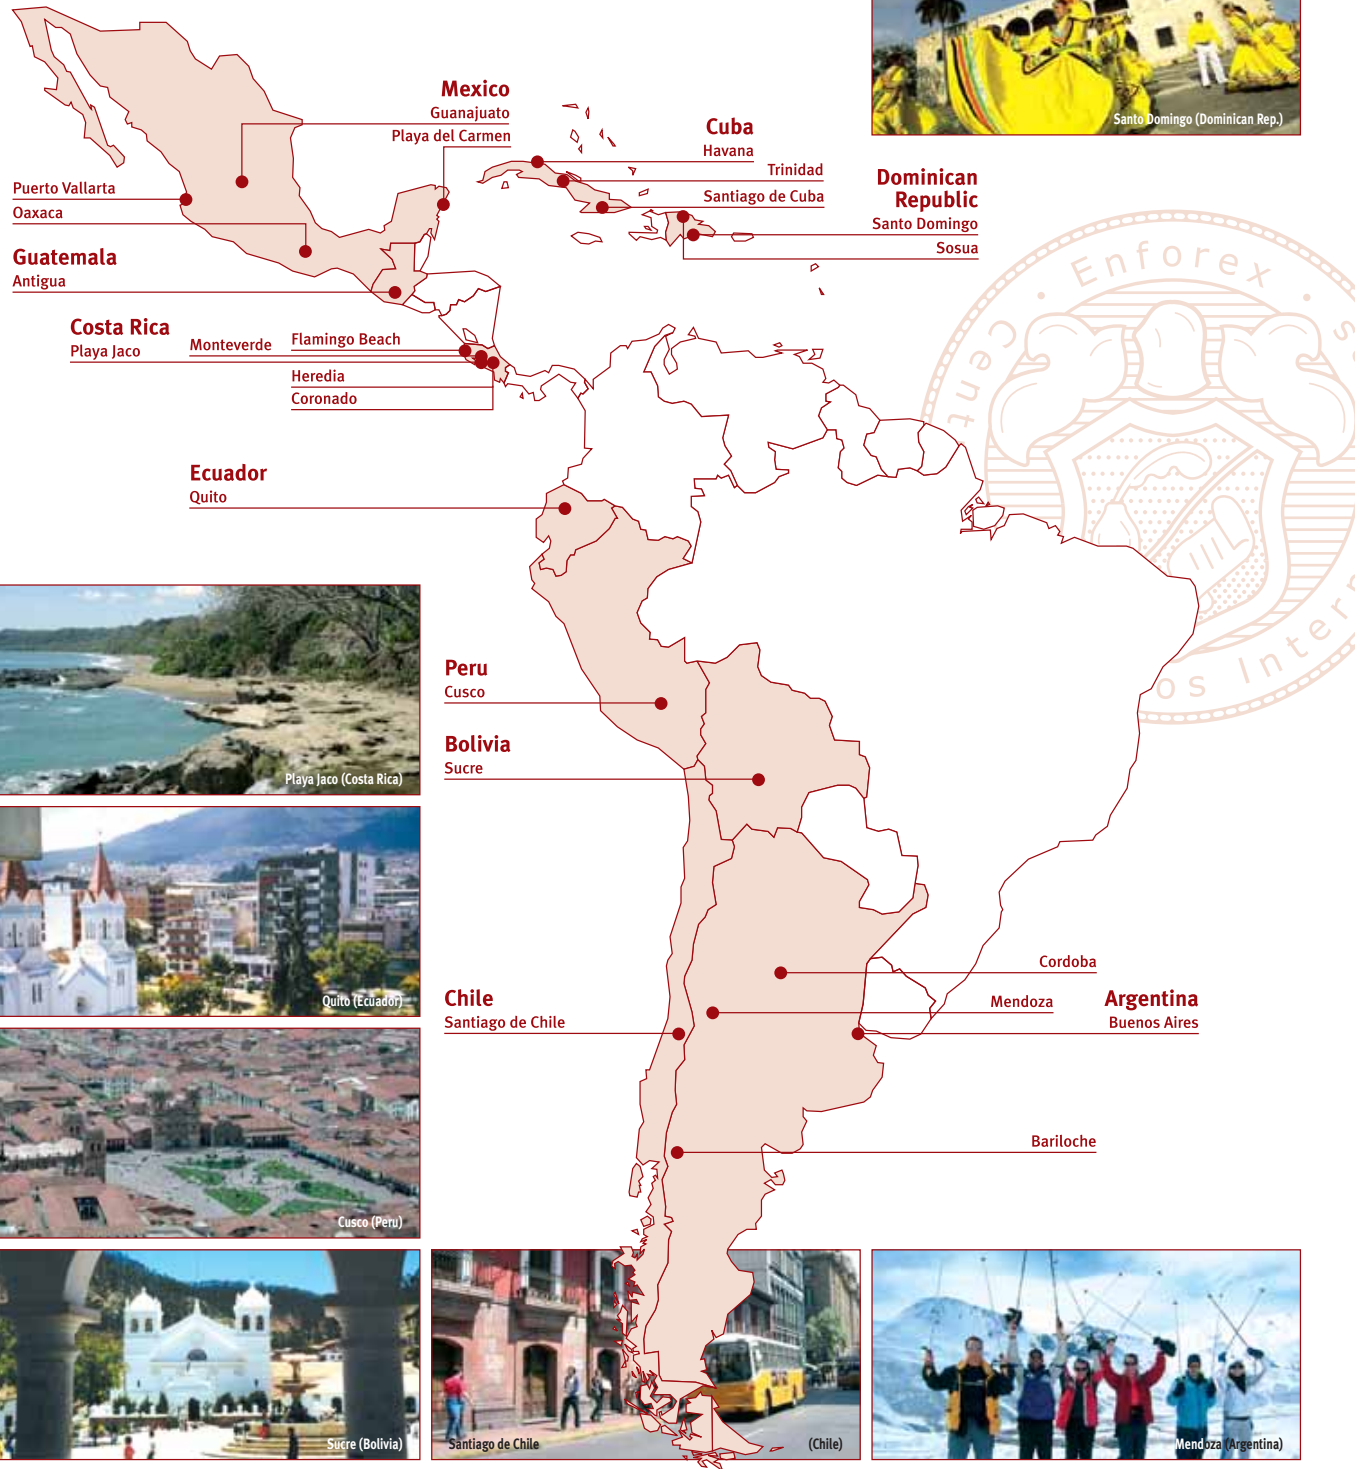 Santo Domingo (Dominican Rep.)
Mexico
Guanajuato
Playa del Carmen
Puerto Vallarta
Oaxaca
Cuba
Havana
Trinidad
Santiago de Cuba
Dominican
Republic
Santo Domingo
Sosua
Guatemala
Antigua
Costa Rica
Playa Jaco
Monteverde
Flamingo Beach
Heredia
Coronado
Enforex
Cent
os Intern
Ecuador
Quito
Peru
Cusco
Bolivia
Sucre
Playa Jaco (Costa Rica)
Quito (Ecuador)
Cordoba
Mendoza
Argentina
Buenos Aires
Chile
Santiago de Chile
Bariloche
Cusco (Peru)
Sucre (Bolivia)
Santiago de Chile
(Chile)
Mendoza (Argentina)